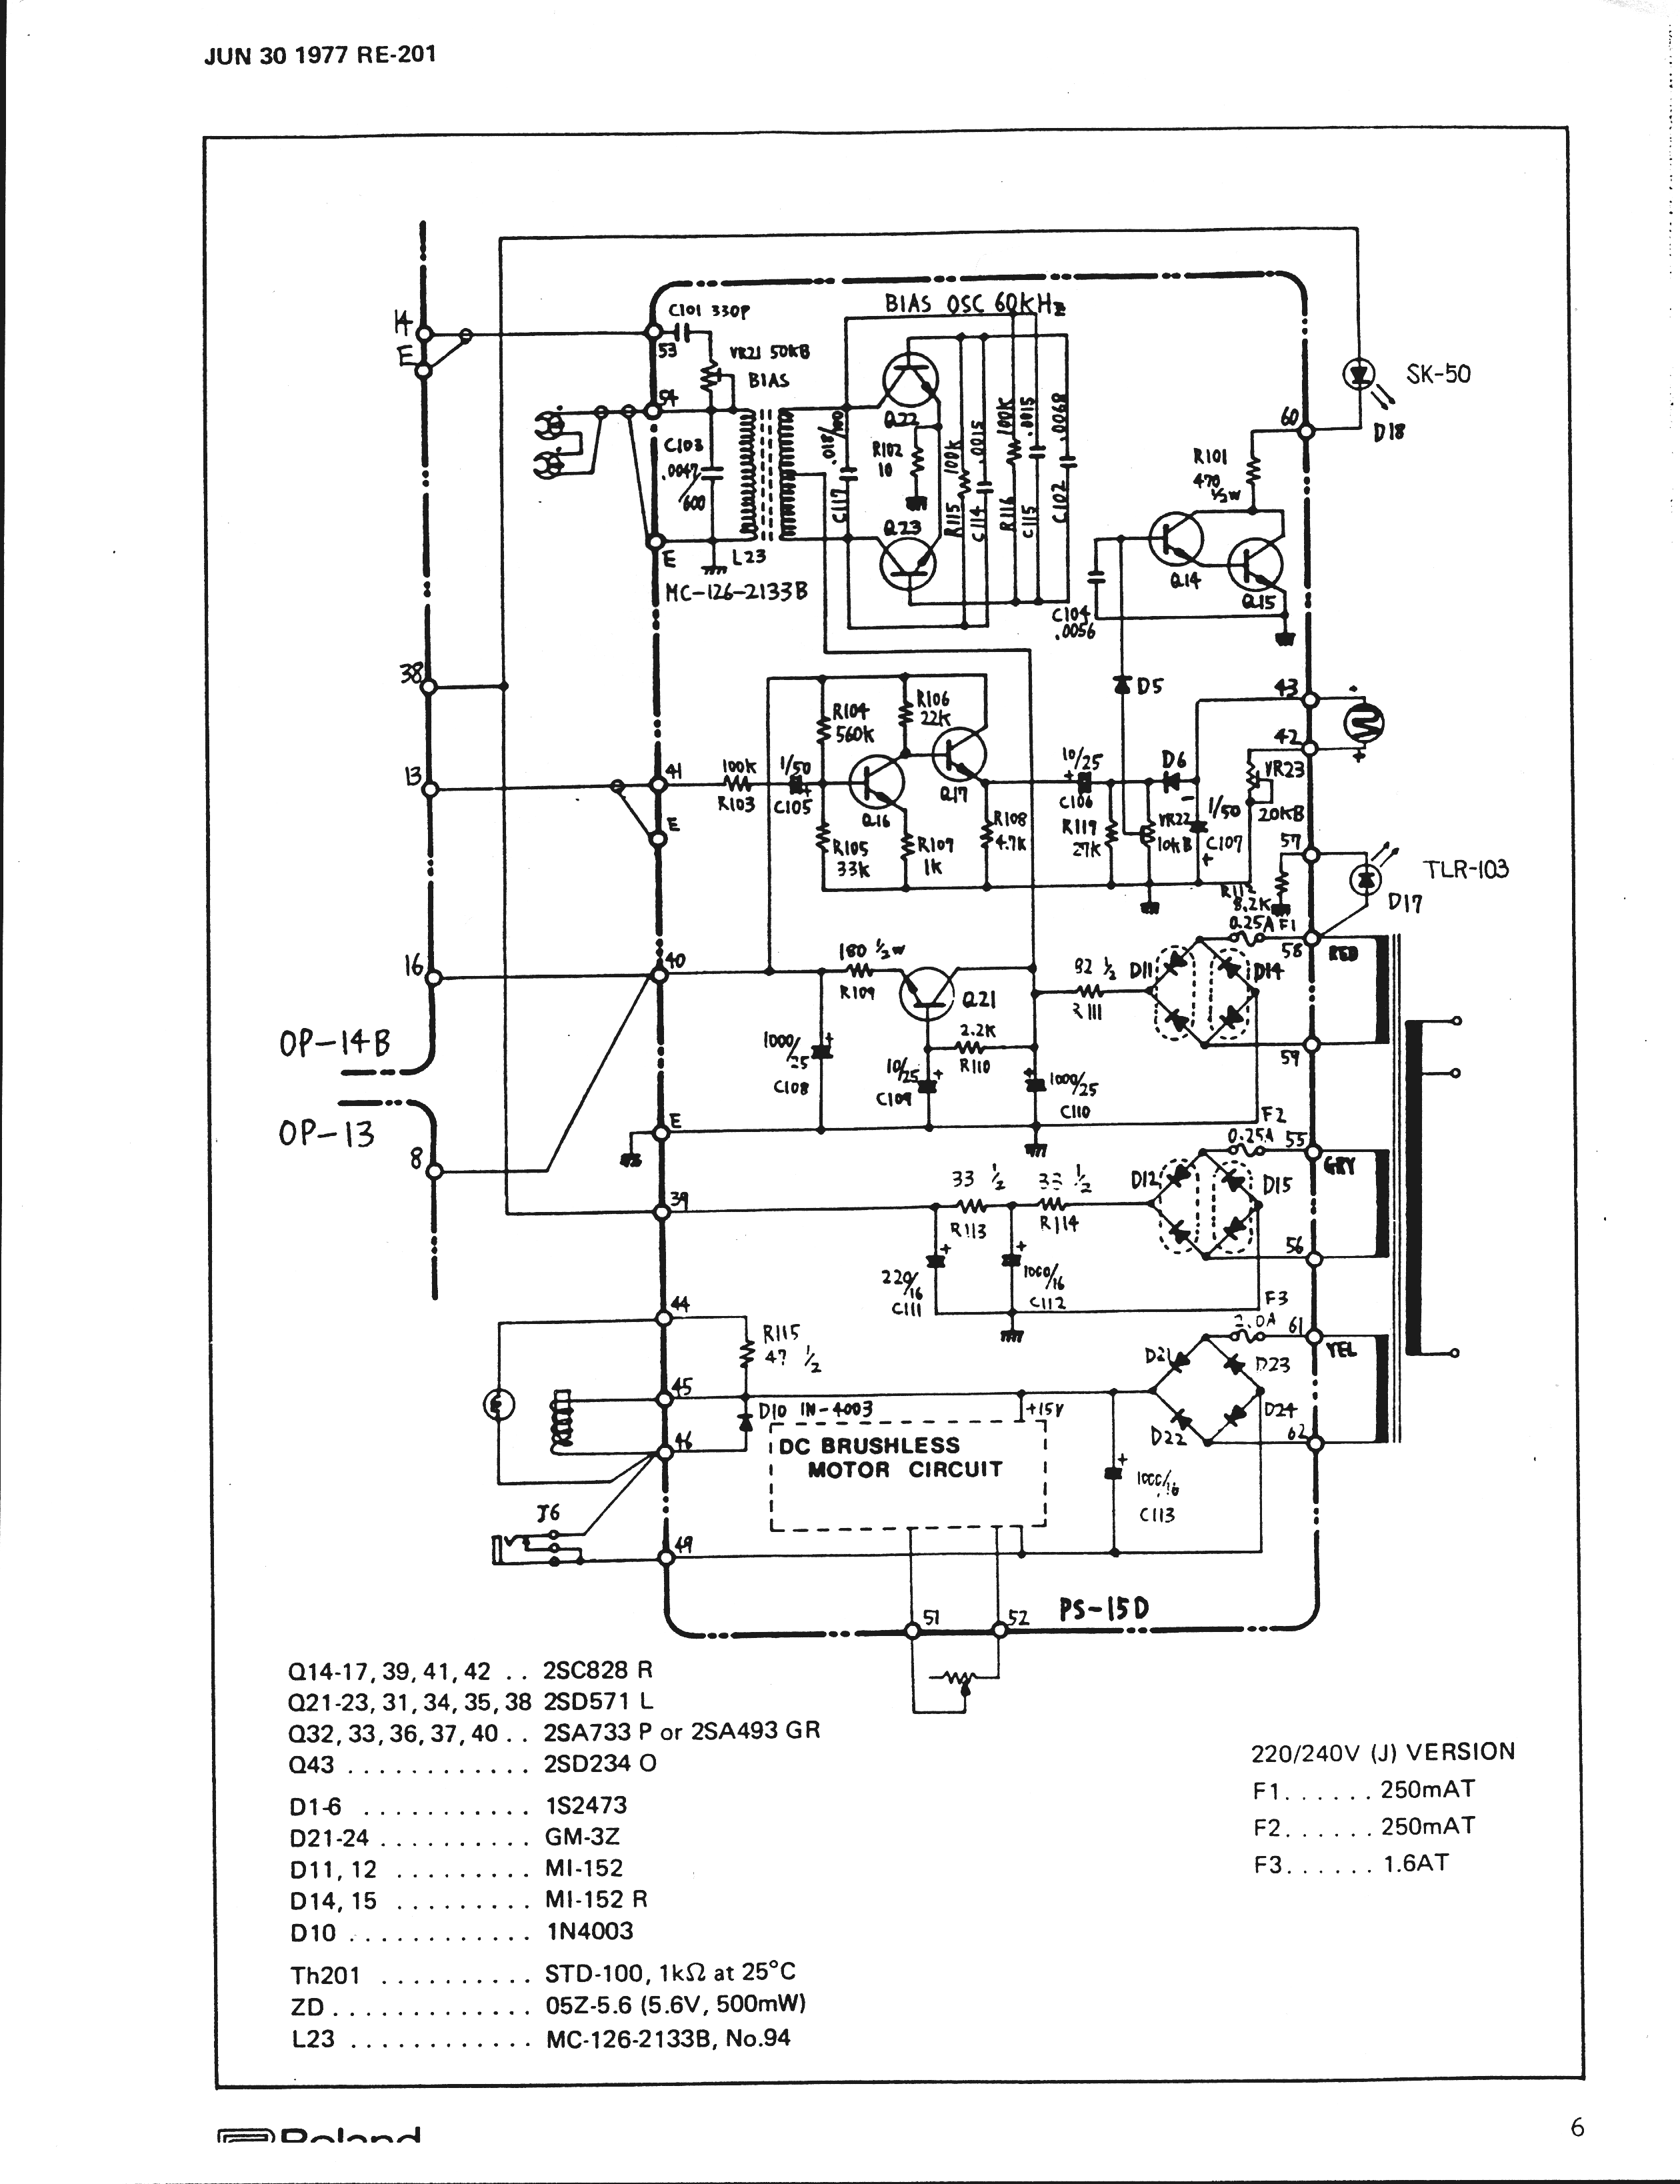 JUN 30 1977 RE-201
BIAS OSC 60KHz
C101 330P
14
E
53
VR21 50KB
BIAS
54
C103
.0047/600
E
L23
MC-126-2133B
C117
Q22
R102
10
Q23
R115 100K
C114 .0015
R116 100K
C115 .0015
C102 .0068
60
SK-50
D18
R101
470
½W
Q14
Q15
C104
.0056
38
D5
43
42
R104
560K
R106
22K
13
41
100K
R103
1/50
C105
Q16
Q17
10/25
C106
D6
VR23
20KB
E
R105
33K
R107
1K
R108
4.7K
R119
27K
VR22
10KB
1/50
C107
57
TLR-103
D17
8.2K
0.25A F1
58
RED
16
40
180 ½W
R109
Q21
82 ½
R111
D11
D14
OP-14B
1000/25
C108
2.2K
R110
10/25
C109
1000/25
C110
59
E
F2
0.25A
55
GRY
OP-13
8
33 ½
R113
33 ½
R114
D12
D15
39
56
220/16
C111
1000/16
C112
F3
2.0A
61
YEL
44
R115
47 ½
D21
D23
45
D10 1N-4003
+15V
D24
D22
62
46
DC BRUSHLESS
MOTOR CIRCUIT
1000/16
C113
J6
49
51
52
PS-15D
Q14-17, 39, 41, 42 . . 2SC828 R
Q21-23, 31, 34, 35, 38 2SD571 L
Q32, 33, 36, 37, 40 . . 2SA733 P or 2SA493 GR
Q43 . . . . . . . . . . . . 2SD234 O
D1-6 . . . . . . . . . . . 1S2473
D21-24 . . . . . . . . . . GM-3Z
D11, 12 . . . . . . . . . MI-152
D14, 15 . . . . . . . . . MI-152 R
D10 . . . . . . . . . . . . 1N4003
Th201 . . . . . . . . . . STD-100, 1kΩ at 25°C
ZD . . . . . . . . . . . . . 05Z-5.6 (5.6V, 500mW)
L23 . . . . . . . . . . . . MC-126-2133B, No.94
220/240V (J) VERSION
F1. . . . . . 250mAT
F2. . . . . . 250mAT
F3. . . . . . 1.6AT
Roland
6